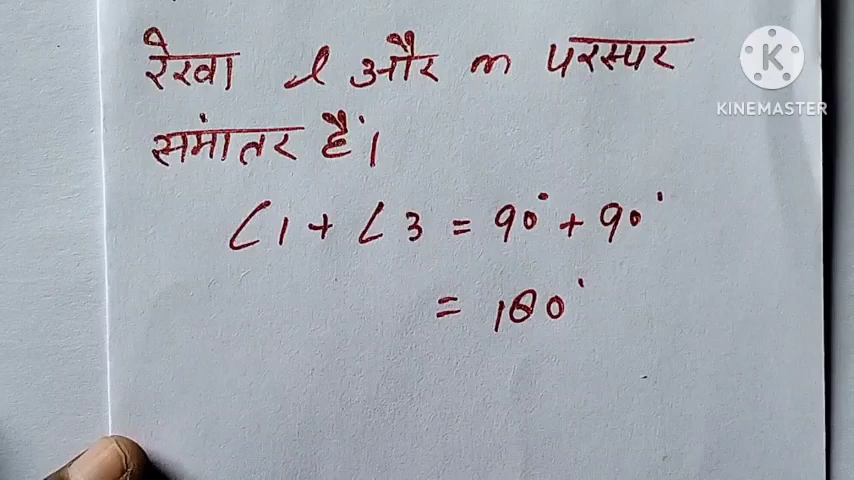 रेखा l और m परस्पर
समांतर हैं।
∠1 + ∠3 = 90° + 90°
= 180°
KINEMASTER